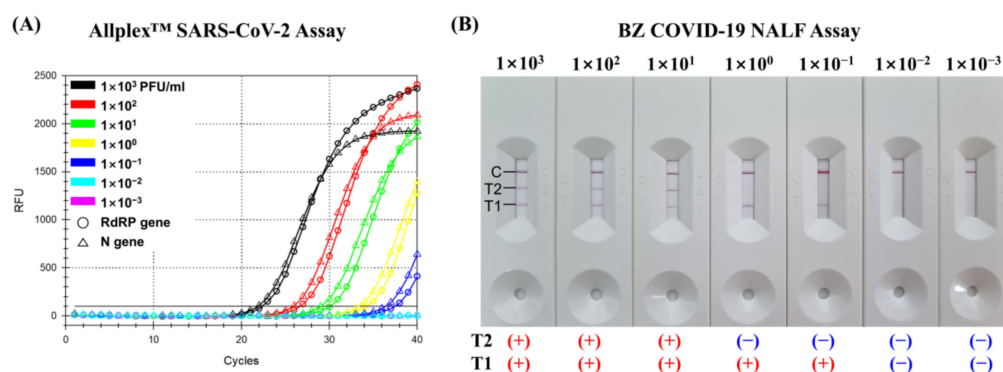 (A) Allplex™ SARS-CoV-2 Assay
2500
2000
1500
1000
500
0
RFU
1×10³ PFU/ml
1×10²
1×10¹
1×10⁰
1×10⁻¹
1×10⁻²
1×10⁻³
RdRP gene
N gene
0 10 20 30 40
Cycles
(B) BZ COVID-19 NALF Assay
1×10³ 1×10² 1×10¹ 1×10⁰ 1×10⁻¹ 1×10⁻² 1×10⁻³
C
T2
T1
T2 (+) (+) (+) (−) (−) (−) (−)
T1 (+) (+) (+) (+) (+) (−) (−)